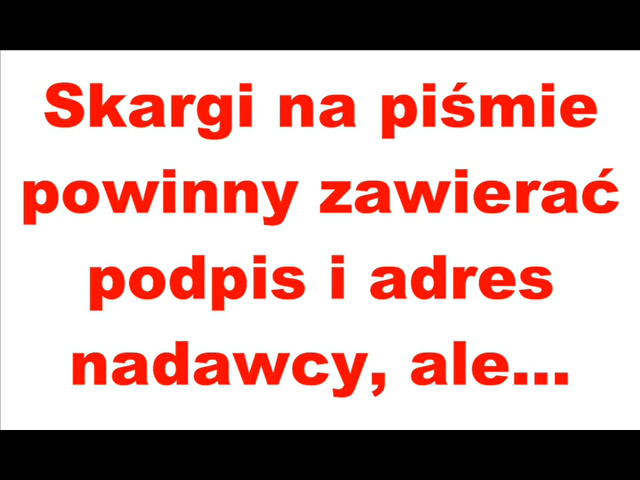 Skargi na piśmie
powinny zawierać
podpis i adres
nadawcy, ale...